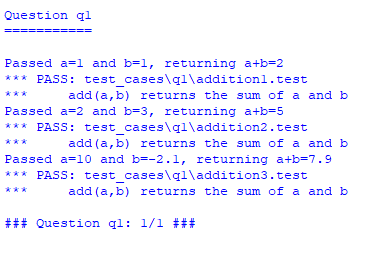 Question q1
===========
Passed a=1 and b=1, returning a+b=2
*** PASS: test_cases\q1\addition1.test
***     add(a,b) returns the sum of a and b
Passed a=2 and b=3, returning a+b=5
*** PASS: test_cases\q1\addition2.test
***     add(a,b) returns the sum of a and b
Passed a=10 and b=-2.1, returning a+b=7.9
*** PASS: test_cases\q1\addition3.test
***     add(a,b) returns the sum of a and b
### Question q1: 1/1 ###